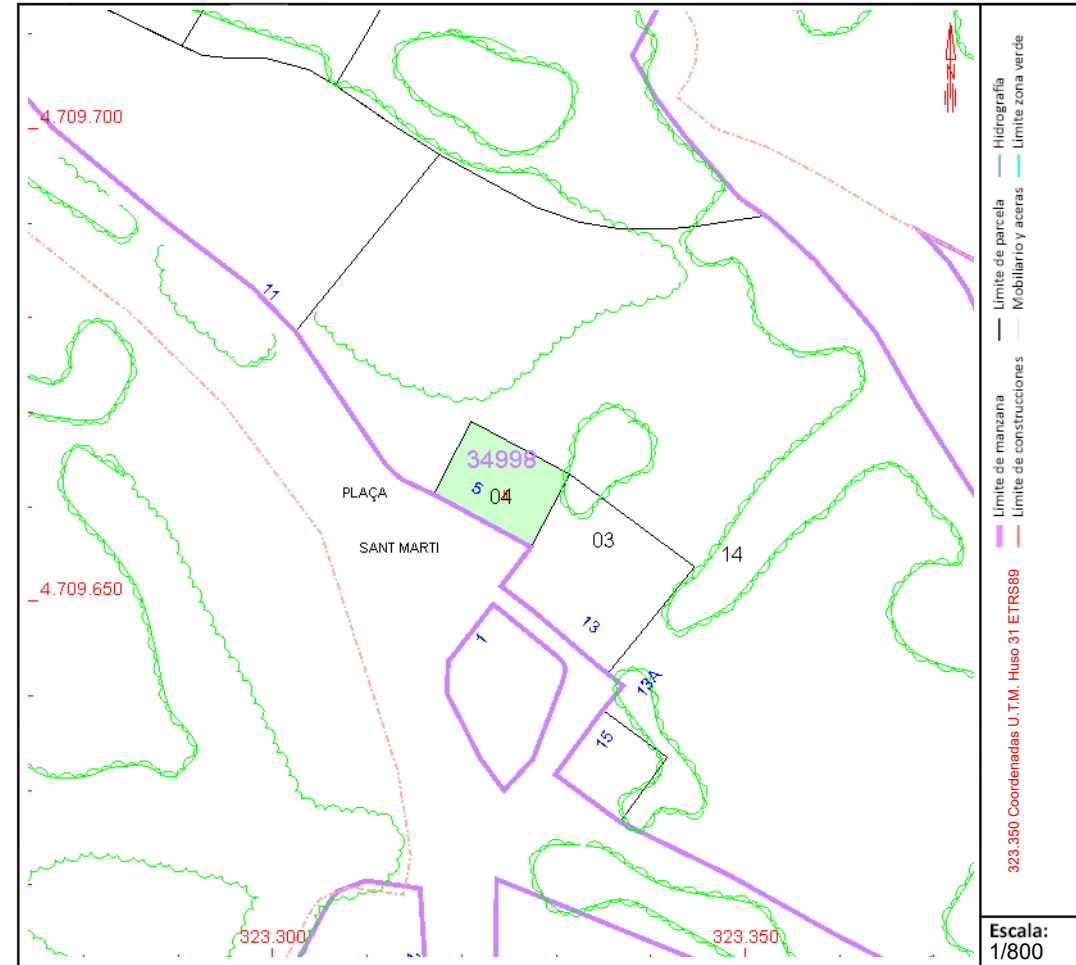 4.709.700
11
34998
5
04
PLAÇA
SANT MARTI
03
14
4.709.650
13
1
13A
15
323.300
323.350
Hidrografía
Límite zona verde
Límite de parcela
Mobiliario y aceras
Límite de manzana
Límite de construcciones
323.350 Coordenadas U.T.M. Huso 31 ETRS89
Escala:
1/800